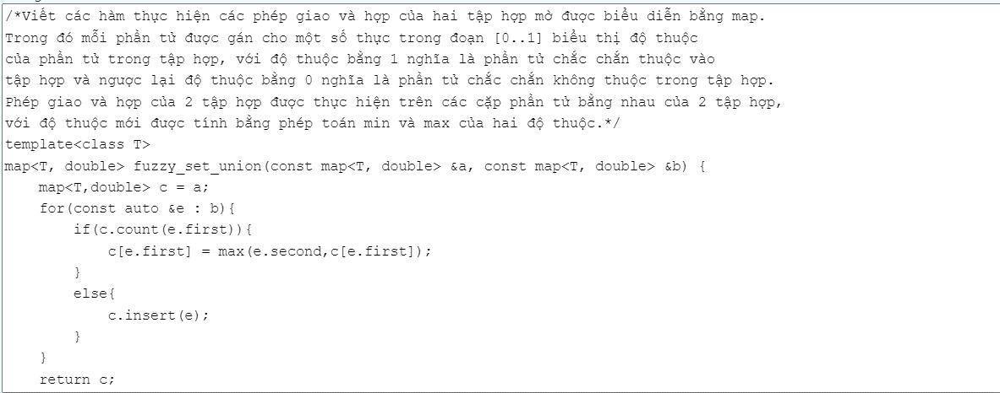 /*Viết các hàm thực hiện các phép giao và hợp của hai tập hợp mờ được biểu diễn bằng map.
Trong đó mỗi phần tử được gán cho một số thực trong đoạn [0..1] biểu thị độ thuộc
của phần tử trong tập hợp, với độ thuộc bằng 1 nghĩa là phần tử chắc chắn thuộc vào
tập hợp và ngược lại độ thuộc bằng 0 nghĩa là phần tử chắc chắn không thuộc trong tập hợp.
Phép giao và hợp của 2 tập hợp được thực hiện trên các cặp phần tử bằng nhau của 2 tập hợp,
với độ thuộc mới được tính bằng phép toán min và max của hai độ thuộc.*/
template<class T>
map<T, double> fuzzy_set_union(const map<T, double> &a, const map<T, double> &b) {
    map<T,double> c = a;
    for(const auto &e : b){
        if(c.count(e.first)){
            c[e.first] = max(e.second,c[e.first]);
        }
        else{
            c.insert(e);
        }
    }
    return c;